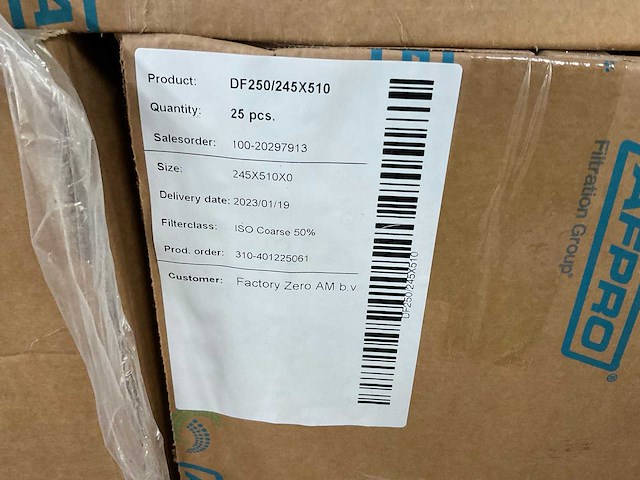 Product: DF250/245X510
Quantity: 25 pcs.
Salesorder: 100-20297913
Size: 245X510X0
Delivery date: 2023/01/19
Filterclass: ISO Coarse 50%
Prod. order: 310-401225061
Customer: Factory Zero AM b.v
DF250/245X510
AFPRO®
Filtration Group®